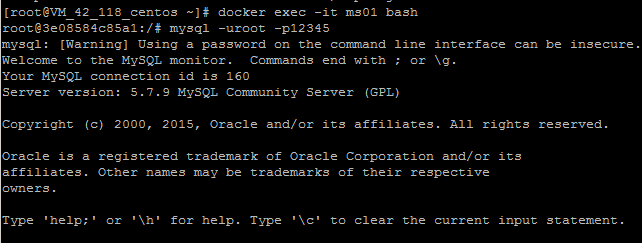 [root@VM_42_118_centos ~]# docker exec -it ms01 bash
root@3e08584c85a1:/# mysql -uroot -p12345
mysql: [Warning] Using a password on the command line interface can be insecure.
Welcome to the MySQL monitor.  Commands end with ; or \g.
Your MySQL connection id is 160
Server version: 5.7.9 MySQL Community Server (GPL)
Copyright (c) 2000, 2015, Oracle and/or its affiliates. All rights reserved.
Oracle is a registered trademark of Oracle Corporation and/or its
affiliates. Other names may be trademarks of their respective
owners.
Type 'help;' or '\h' for help. Type '\c' to clear the current input statement.